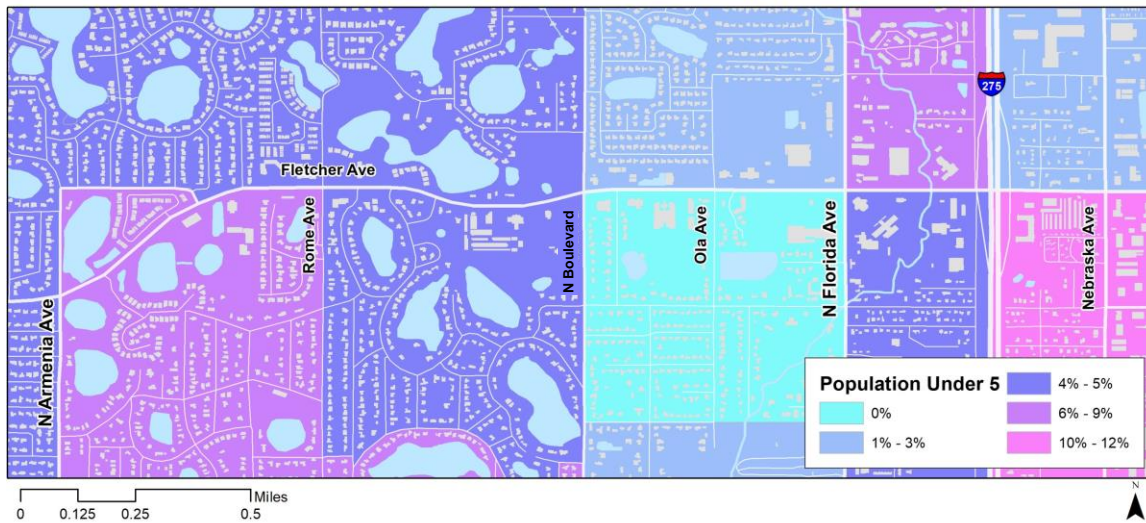 275
Fletcher Ave
Rome Ave
N Boulevard
Ola Ave
N Florida Ave
Nebraska Ave
N Armenia Ave
Population Under 5
0%
1% - 3%
4% - 5%
6% - 9%
10% - 12%
Miles
0 0.125 0.25 0.5
N